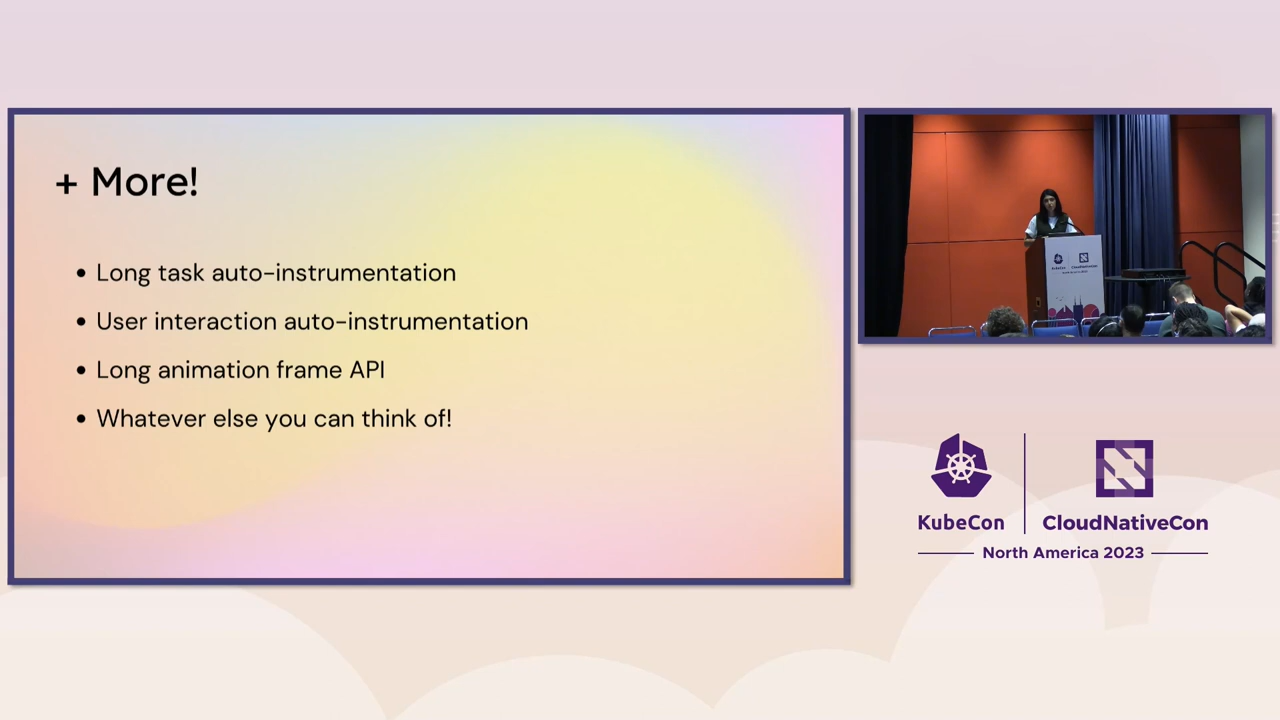 + More!
• Long task auto-instrumentation
• User interaction auto-instrumentation
• Long animation frame API
• Whatever else you can think of!
KubeCon
CloudNativeCon
North America 2023